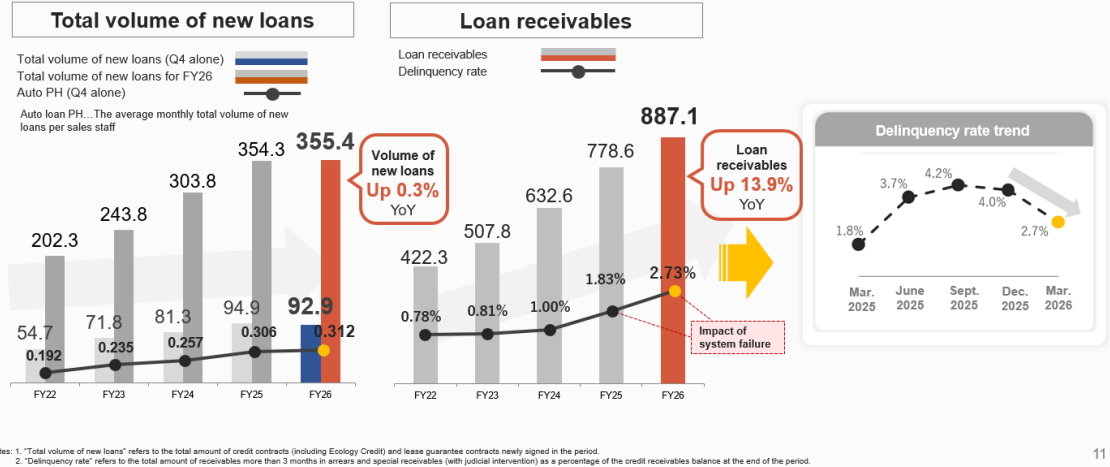 Total volume of new loans
Total volume of new loans (Q4 alone)
Total volume of new loans for FY26
Auto PH (Q4 alone)
Auto loan PH…The average monthly total volume of new
loans per sales staff
202.3
243.8
303.8
354.3
355.4
54.7
71.8
81.3
94.9
92.9
0.192
0.235
0.257
0.306
0.312
FY22
FY23
FY24
FY25
FY26
Volume of
new loans
Up 0.3%
YoY
Loan receivables
Loan receivables
Delinquency rate
422.3
507.8
632.6
778.6
887.1
0.78%
0.81%
1.00%
1.83%
2.73%
FY22
FY23
FY24
FY25
FY26
Loan
receivables
Up 13.9%
YoY
Impact of
system failure
Delinquency rate trend
1.8%
3.7%
4.2%
4.0%
2.7%
Mar.
2025
June
2025
Sept.
2025
Dec.
2025
Mar.
2026
tes: 1. "Total volume of new loans" refers to the total amount of credit contracts (including Ecology Credit) and lease guarantee contracts newly signed in the period.
2. "Delinquency rate" refers to the total amount of receivables more than 3 months in arrears and special receivables (with judicial intervention) as a percentage of the credit receivables balance at the end of the period.
11